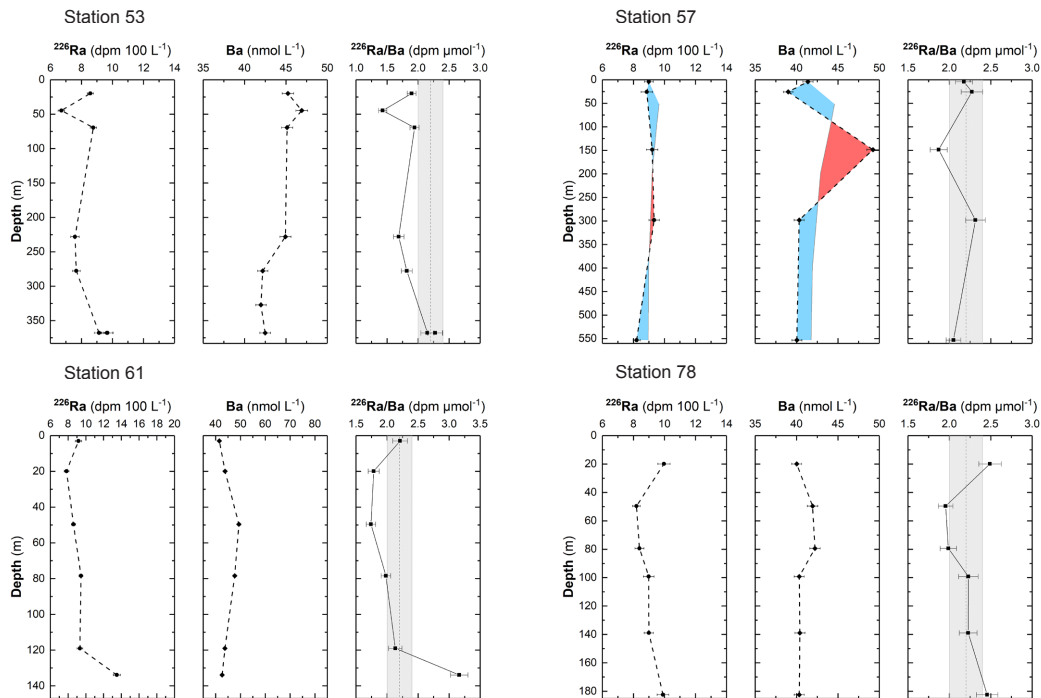 Station 53
Station 57
²²⁶Ra (dpm 100 L⁻¹) Ba (nmol L⁻¹) ²²⁶Ra/Ba (dpm µmol⁻¹)
6 8 10 12 14 35 40 45 50 1.0 1.5 2.0 2.5 3.0
0
50
100
150
200
250
300
350
Depth (m)
²²⁶Ra (dpm 100 L⁻¹) Ba (nmol L⁻¹) ²²⁶Ra/Ba (dpm µmol⁻¹)
6 8 10 12 14 35 40 45 50 1.5 2.0 2.5 3.0
0
50
100
150
200
250
300
350
400
450
500
550
Depth (m)
Station 61
Station 78
²²⁶Ra (dpm 100 L⁻¹) Ba (nmol L⁻¹) ²²⁶Ra/Ba (dpm µmol⁻¹)
6 8 10 12 14 16 18 20 40 50 60 70 80 1.5 2.0 2.5 3.0 3.5
0
20
40
60
80
100
120
140
Depth (m)
²²⁶Ra (dpm 100 L⁻¹) Ba (nmol L⁻¹) ²²⁶Ra/Ba (dpm µmol⁻¹)
6 8 10 12 14 35 40 45 50 1.5 2.0 2.5 3.0
0
20
40
60
80
100
120
140
160
180
Depth (m)